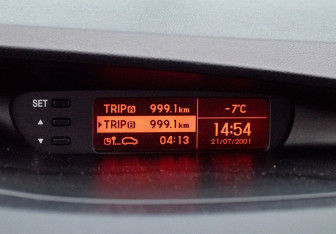 SET
TRIP A 999.1 km
▶TRIP B 999.1 km
04:13
-7°C
14:54
21/07/2001
▲
▼